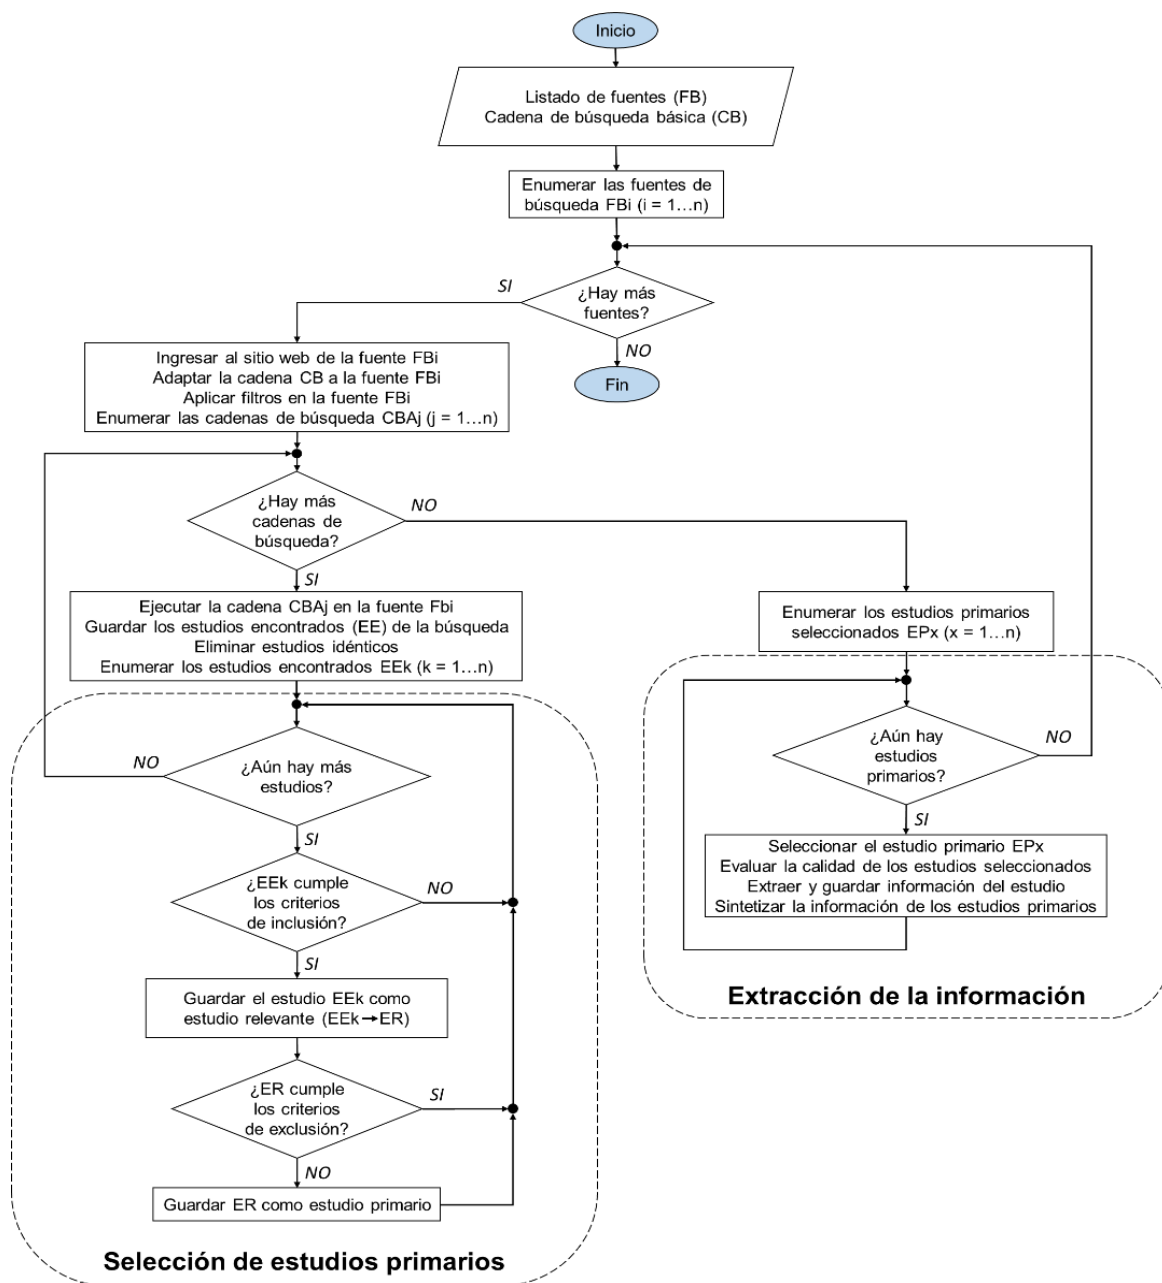 Inicio
Listado de fuentes (FB)
Cadena de búsqueda básica (CB)
Enumerar las fuentes de
búsqueda FBi (i = 1...n)
¿Hay más
fuentes?
SI
NO
Fin
Ingresar al sitio web de la fuente FBi
Adaptar la cadena CB a la fuente FBi
Aplicar filtros en la fuente FBi
Enumerar las cadenas de búsqueda CBAj (j = 1...n)
¿Hay más
cadenas de
búsqueda?
NO
SI
Ejecutar la cadena CBAj en la fuente Fbi
Guardar los estudios encontrados (EE) de la búsqueda
Eliminar estudios idénticos
Enumerar los estudios encontrados EEk (k = 1...n)
¿Aún hay más
estudios?
NO
SI
¿EEk cumple
los criterios
de inclusión?
NO
SI
Guardar el estudio EEk como
estudio relevante (EEk→ER)
¿ER cumple
los criterios
de exclusión?
SI
NO
Guardar ER como estudio primario
Selección de estudios primarios
Enumerar los estudios primarios
seleccionados EPx (x = 1...n)
¿Aún hay
estudios
primarios?
NO
SI
Seleccionar el estudio primario EPx
Evaluar la calidad de los estudios seleccionados
Extraer y guardar información del estudio
Sintetizar la información de los estudios primarios
Extracción de la información